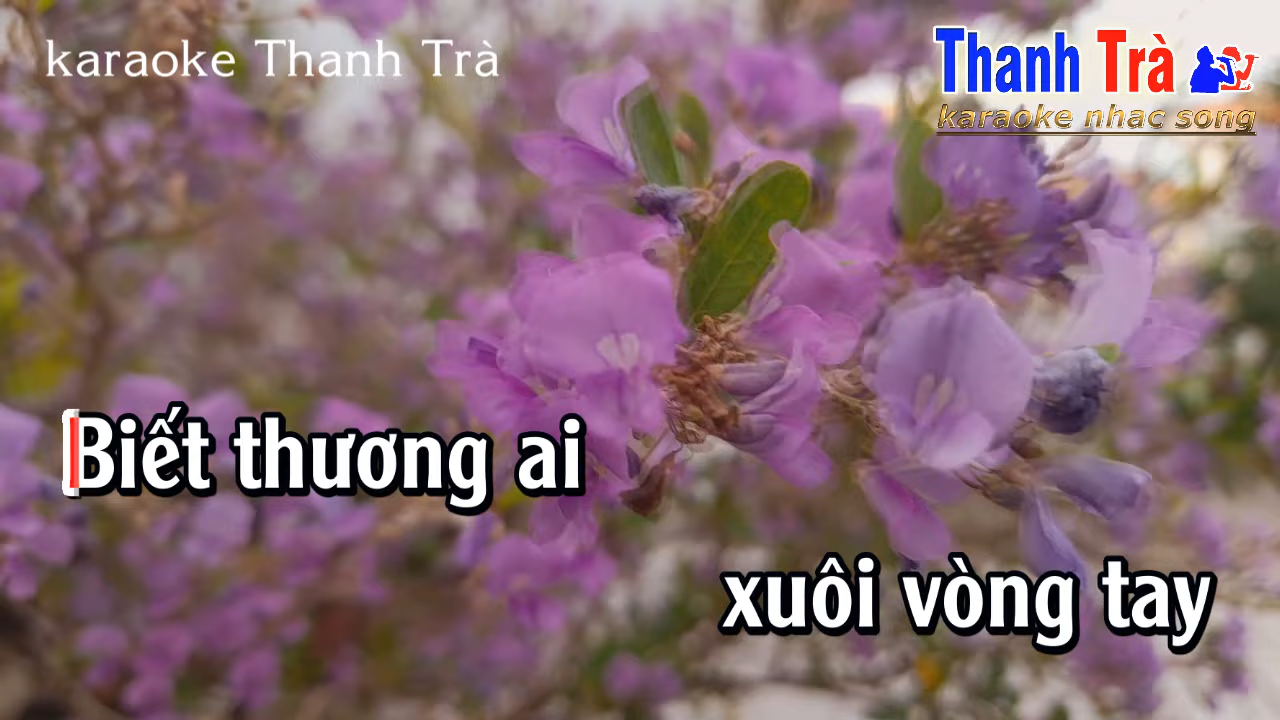 karaoke Thanh Trà
Thanh Trà
karaoke nhac song
Biết thương ai
xuôi vòng tay